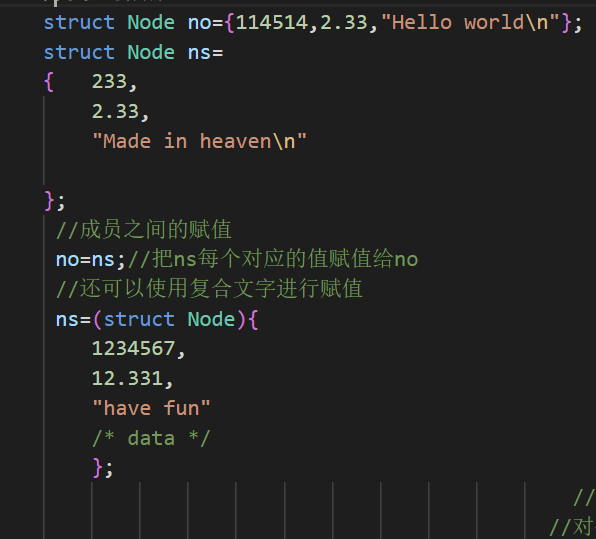 struct Node no={114514,2.33,"Hello world\n"};
struct Node ns=
{   233,
    2.33,
    "Made in heaven\n"
};
//成员之间的赋值
no=ns;//把ns每个对应的值赋值给no
//还可以使用复合文字进行赋值
ns=(struct Node){
    1234567,
    12.331,
    "have fun"
    /* data */
    };
//
//对